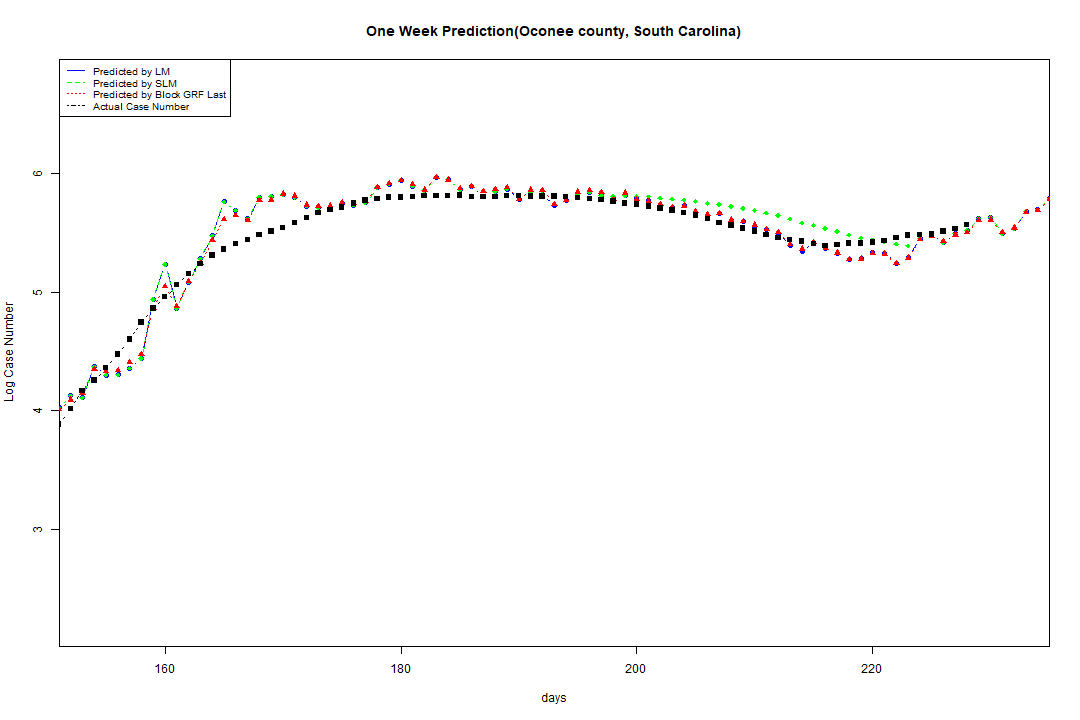 One Week Prediction(Oconee county, South Carolina)
Predicted by LM
Predicted by SLM
Predicted by Block GRF Last
Actual Case Number
6
5
4
3
Log Case Number
160 180 200 220
days